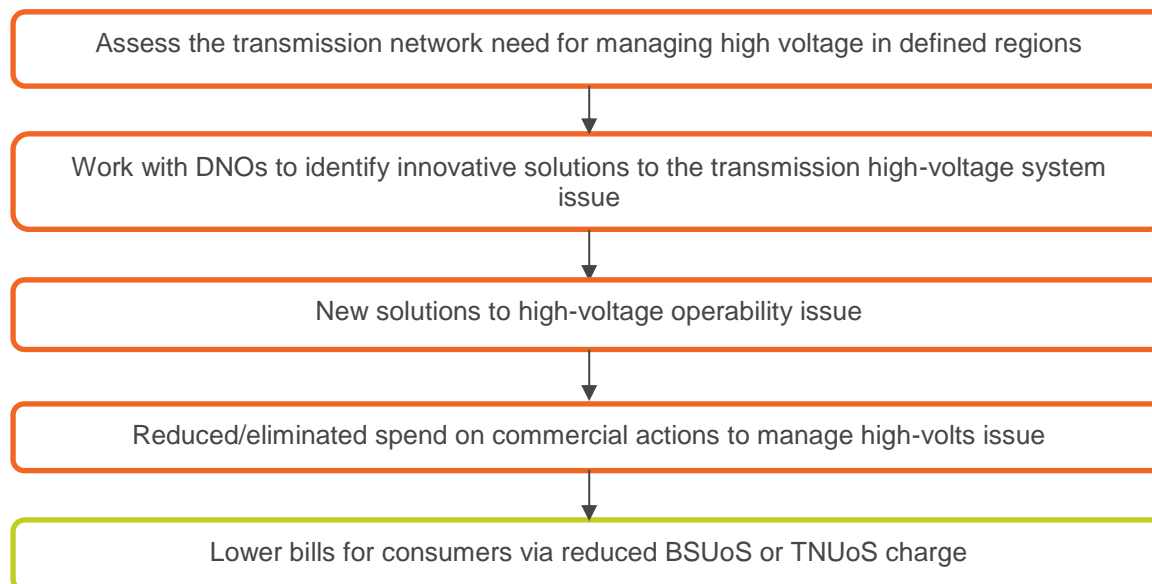 Assess the transmission network need for managing high voltage in defined regions
Work with DNOs to identify innovative solutions to the transmission high-voltage system
issue
New solutions to high-voltage operability issue
Reduced/eliminated spend on commercial actions to manage high-volts issue
Lower bills for consumers via reduced BSUoS or TNUoS charge